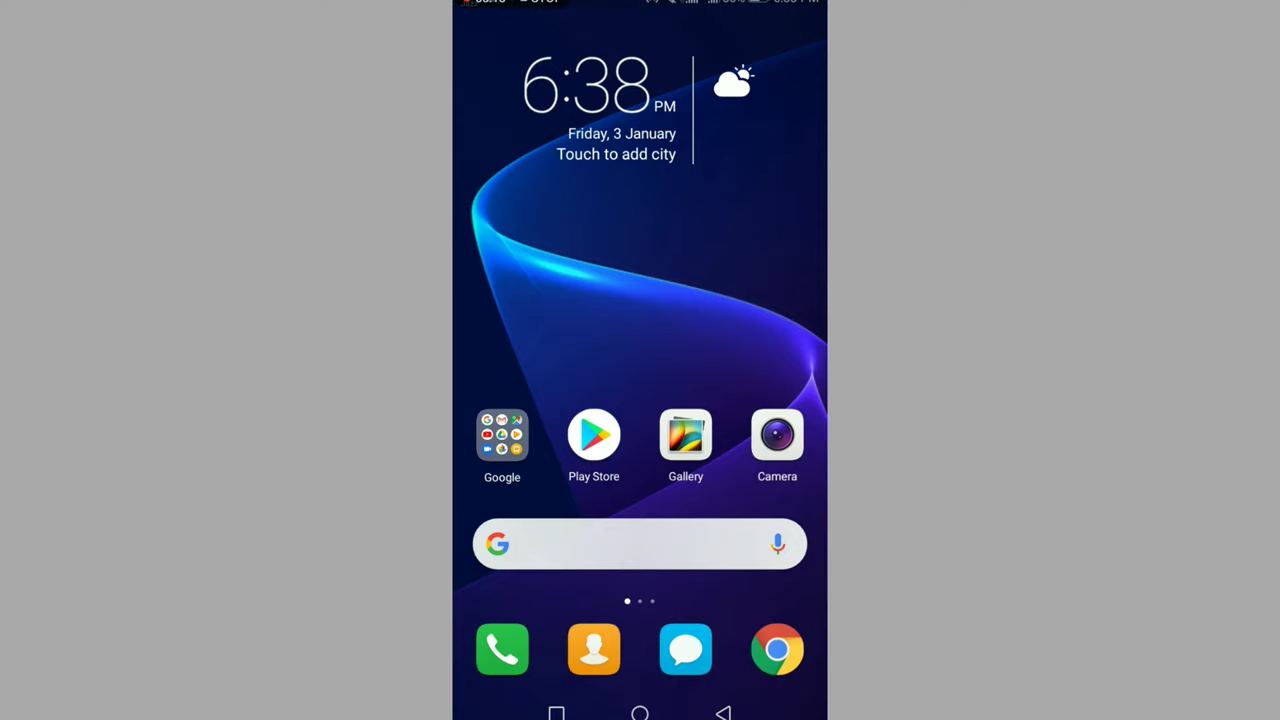 6:38 PM
Friday, 3 January
Touch to add city
Google
Play Store
Gallery
Camera